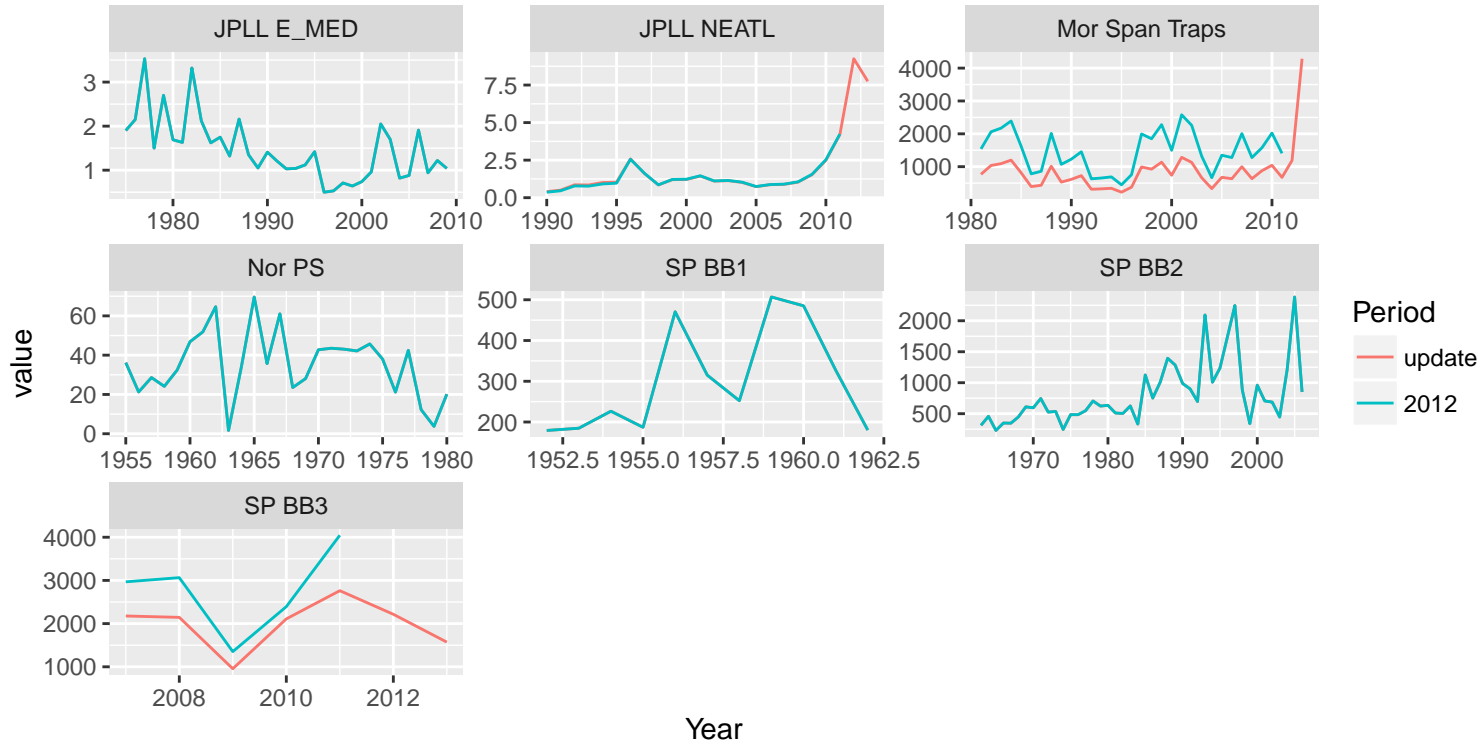 JPLL E_MED
JPLL NEATL
Mor Span Traps
3
2
1
1980 1990 2000 2010
7.5
5.0
2.5
0.0
1990 1995 2000 2005 2010
4000
3000
2000
1000
1980 1990 2000 2010
Nor PS
SP BB1
SP BB2
60
40
20
0
1955 1960 1965 1970 1975 1980
500
400
300
200
1952.5 1955.0 1957.5 1960.0 1962.5
2000
1500
1000
500
1970 1980 1990 2000
SP BB3
4000
3000
2000
1000
2008 2010 2012
value
Year
Period
update
2012